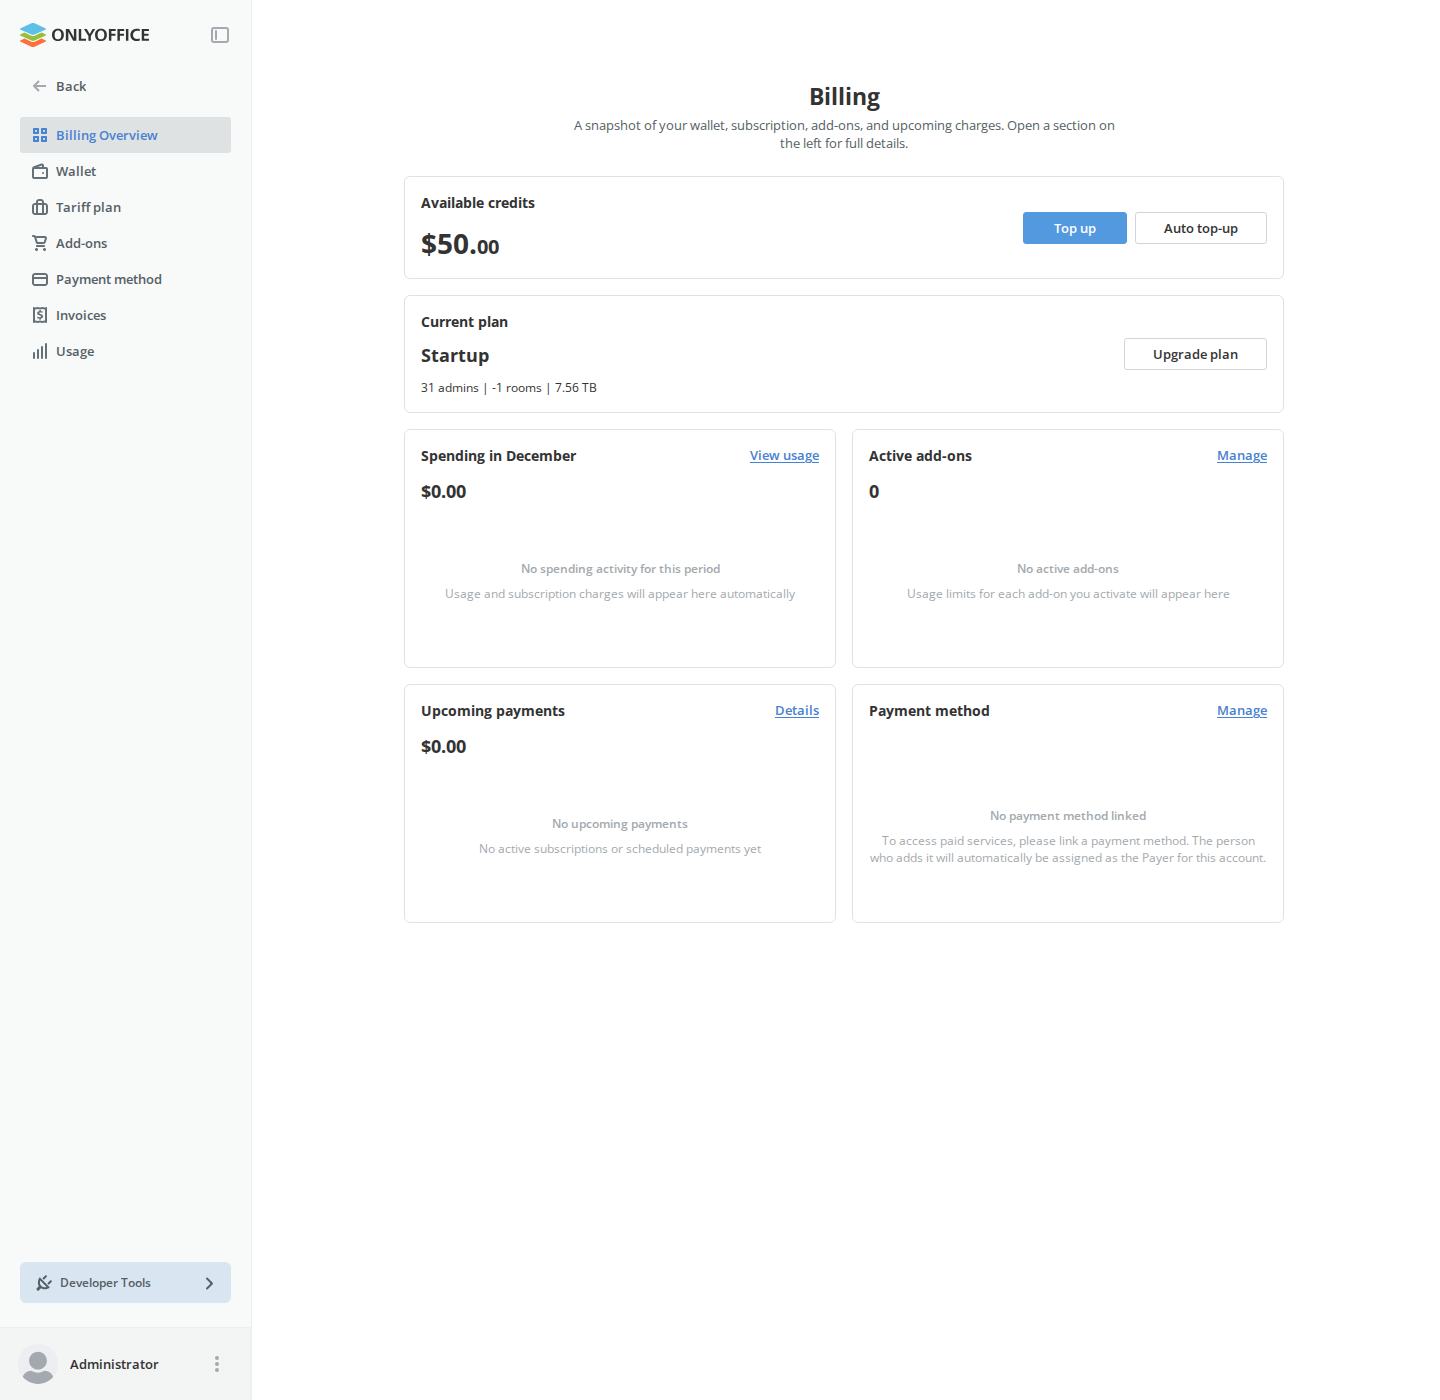 ONLYOFFICE
Back
Billing Overview
Wallet
Tariff plan
Add-ons
Payment method
Invoices
Usage
Developer Tools
Administrator
Billing
A snapshot of your wallet, subscription, add-ons, and upcoming charges. Open a section on
the left for full details.
Available credits
$50.00
Top up
Auto top-up
Current plan
Startup
31 admins | -1 rooms | 7.56 TB
Upgrade plan
Spending in December
View usage
$0.00
No spending activity for this period
Usage and subscription charges will appear here automatically
Active add-ons
Manage
0
No active add-ons
Usage limits for each add-on you activate will appear here
Upcoming payments
Details
$0.00
No upcoming payments
No active subscriptions or scheduled payments yet
Payment method
Manage
No payment method linked
To access paid services, please link a payment method. The person
who adds it will automatically be assigned as the Payer for this account.